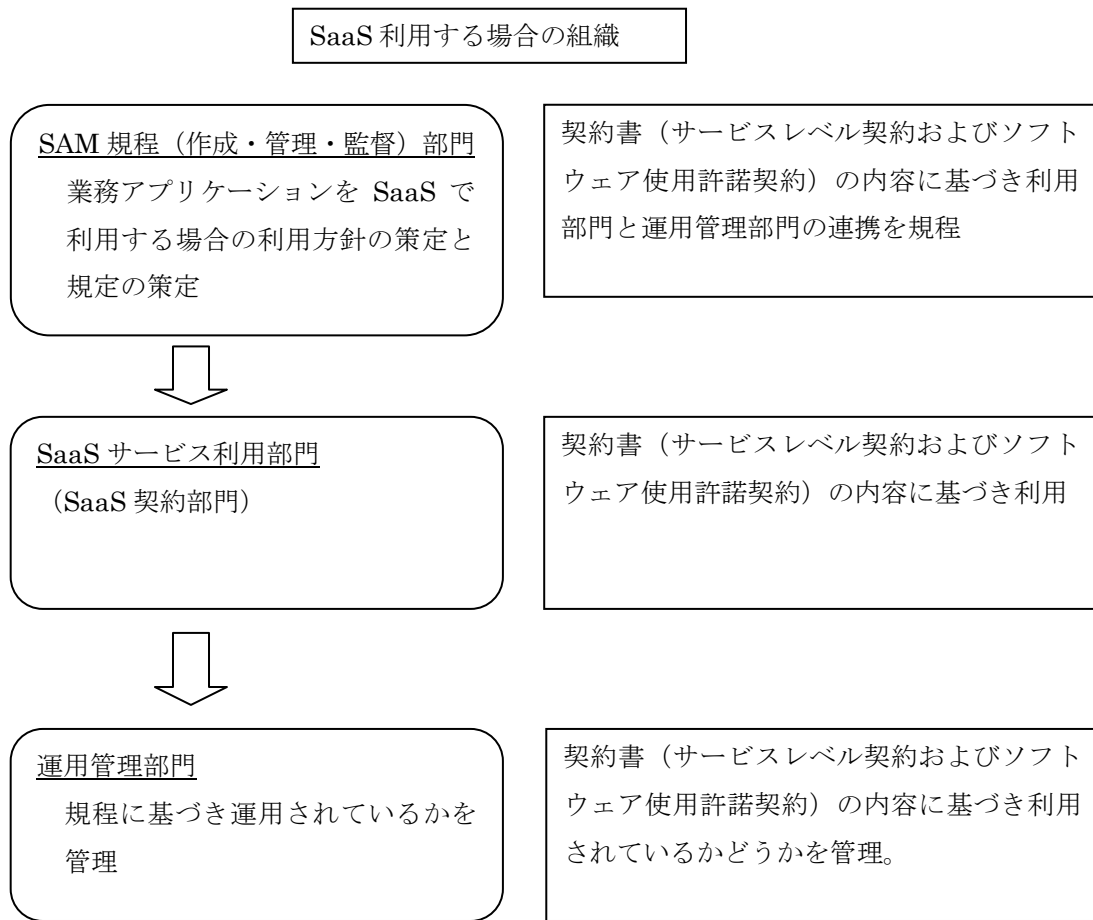 SaaS 利用する場合の組織
SAM 規程（作成・管理・監督）部門
業務アプリケーションを SaaS で
利用する場合の利用方針の策定と
規定の策定
契約書（サービスレベル契約およびソフト
ウェア使用許諾契約）の内容に基づき利用
部門と運用管理部門の連携を規程
SaaS サービス利用部門
（SaaS 契約部門）
契約書（サービスレベル契約およびソフト
ウェア使用許諾契約）の内容に基づき利用
運用管理部門
規程に基づき運用されているかを
管理
契約書（サービスレベル契約およびソフト
ウェア使用許諾契約）の内容に基づき利用
されているかどうかを管理。